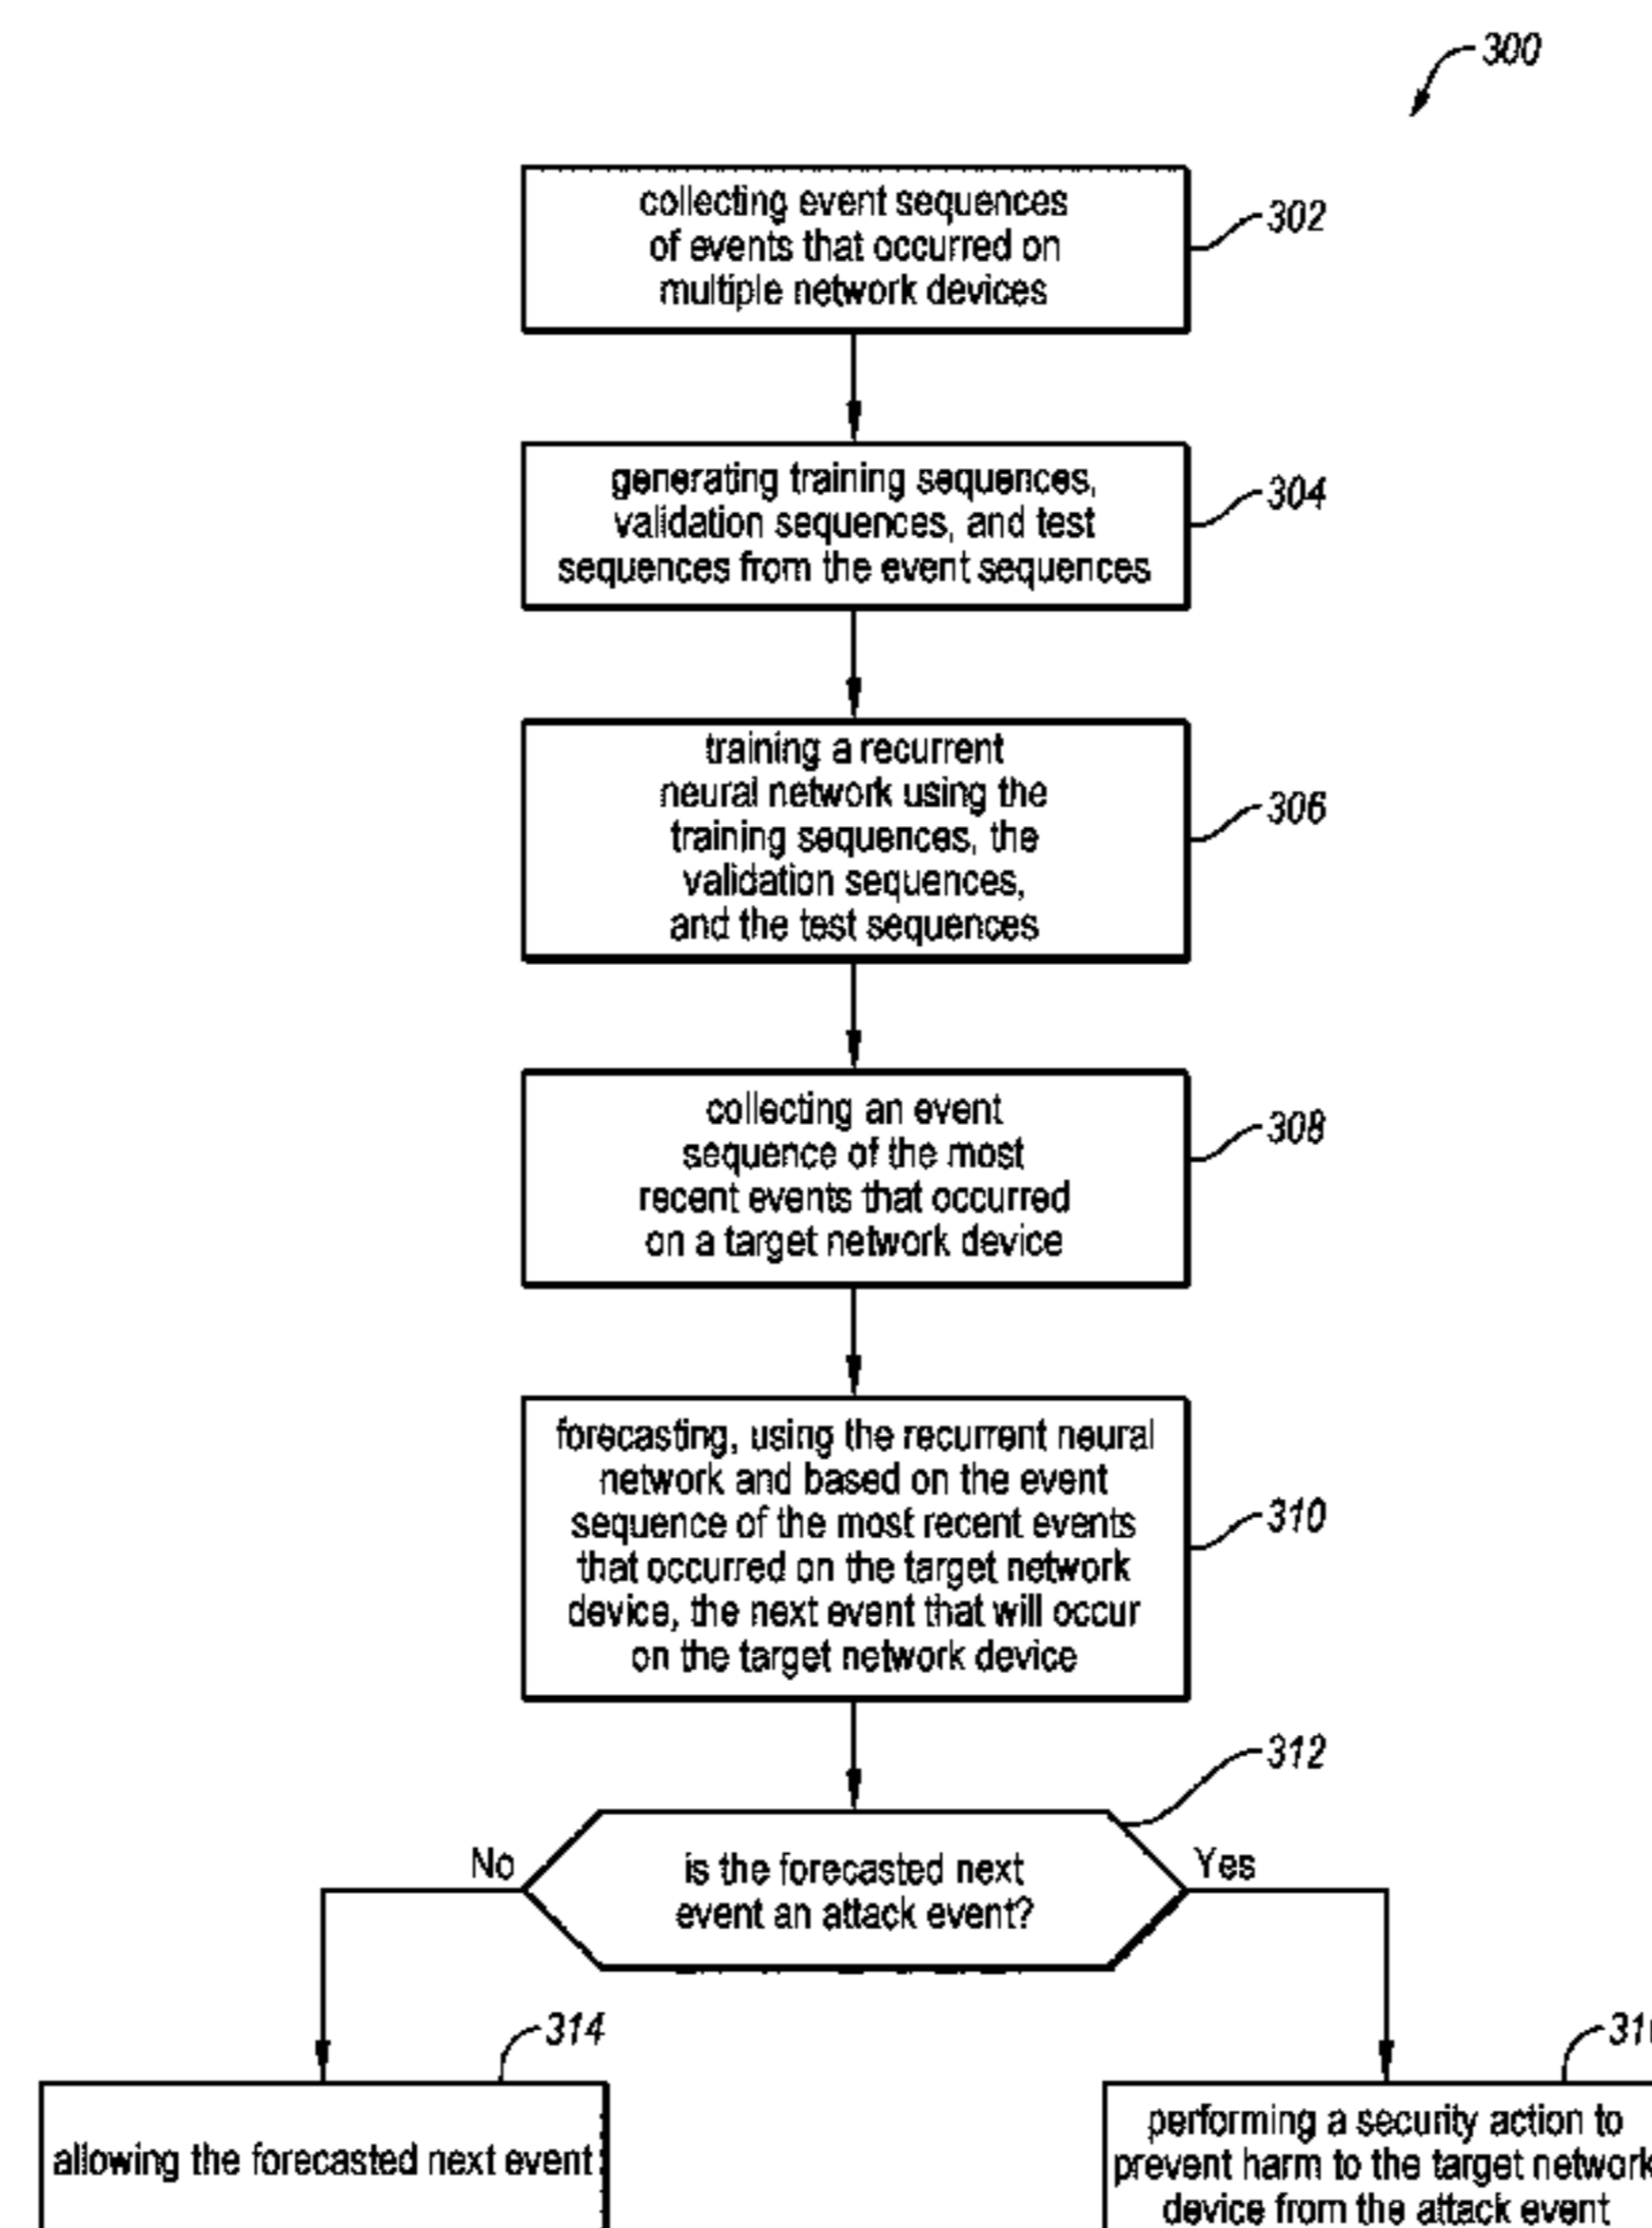 300
collecting event sequences
of events that occurred on
multiple network devices
302
generating training sequences,
validation sequences, and test
sequences from the event sequences
304
training a recurrent
neural network using the
training sequences, the
validation sequences,
and the test sequences
306
collecting an event
sequence of the most
recent events that occurred
on a target network device
308
forecasting, using the recurrent neural
network and based on the event
sequence of the most recent events
that occurred on the target network
device, the next event that will occur
on the target network device
310
312
No
is the forecasted next
event an attack event?
Yes
314
allowing the forecasted next event
performing a security action to
prevent harm to the target network
device from the attack event